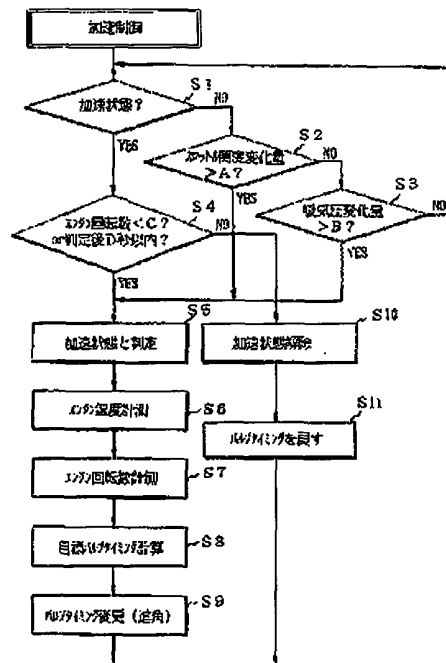 加速制御
S1
加速状態?
NO
YES
S2
スロットル開度変化量
≧A?
NO
YES
S3
吸気圧変化量
>B?
NO
YES
S4
エンジン回転数<C?
or判定後D秒以内?
NO
YES
S5
加速状態と判定
S10
加速状態解除
S6
エンジン温度計測
S11
バルブタイミングを戻す
S7
エンジン回転数計測
S8
目標バルブタイミング計算
S9
バルブタイミング変更(進角)